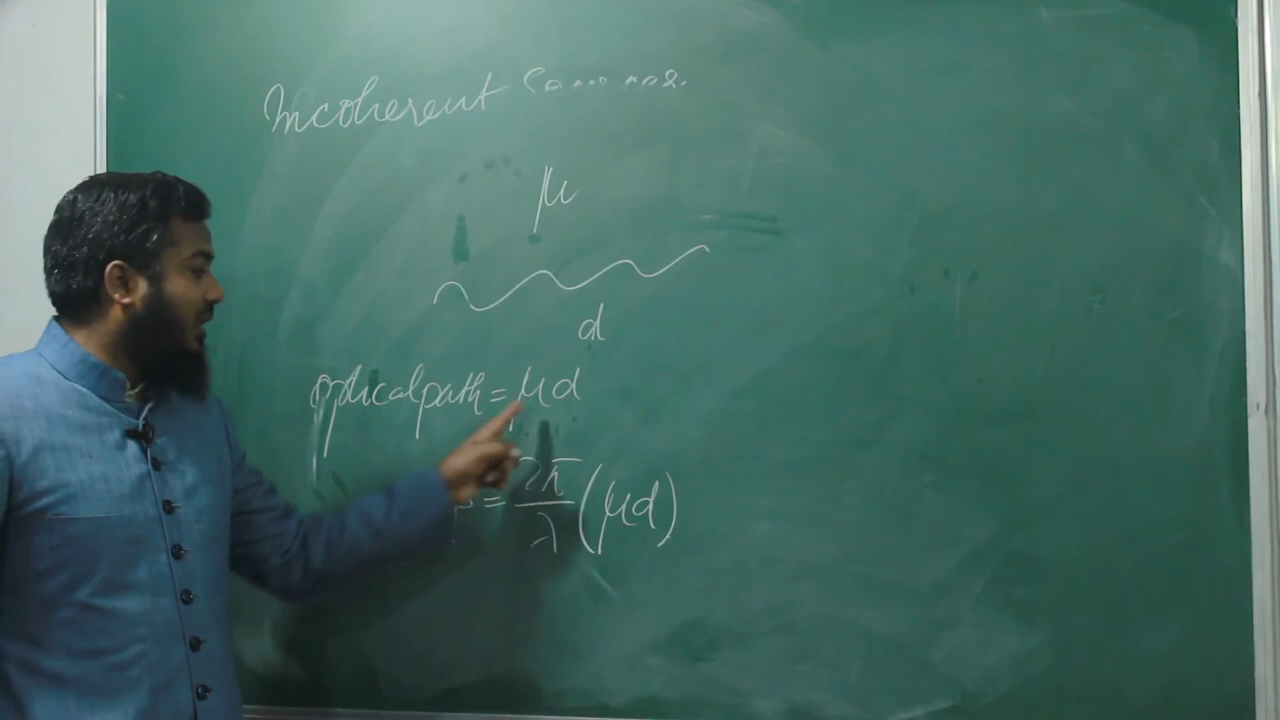 Incoherent
μ
d
Optical path = μd
= 2π/λ (μd)